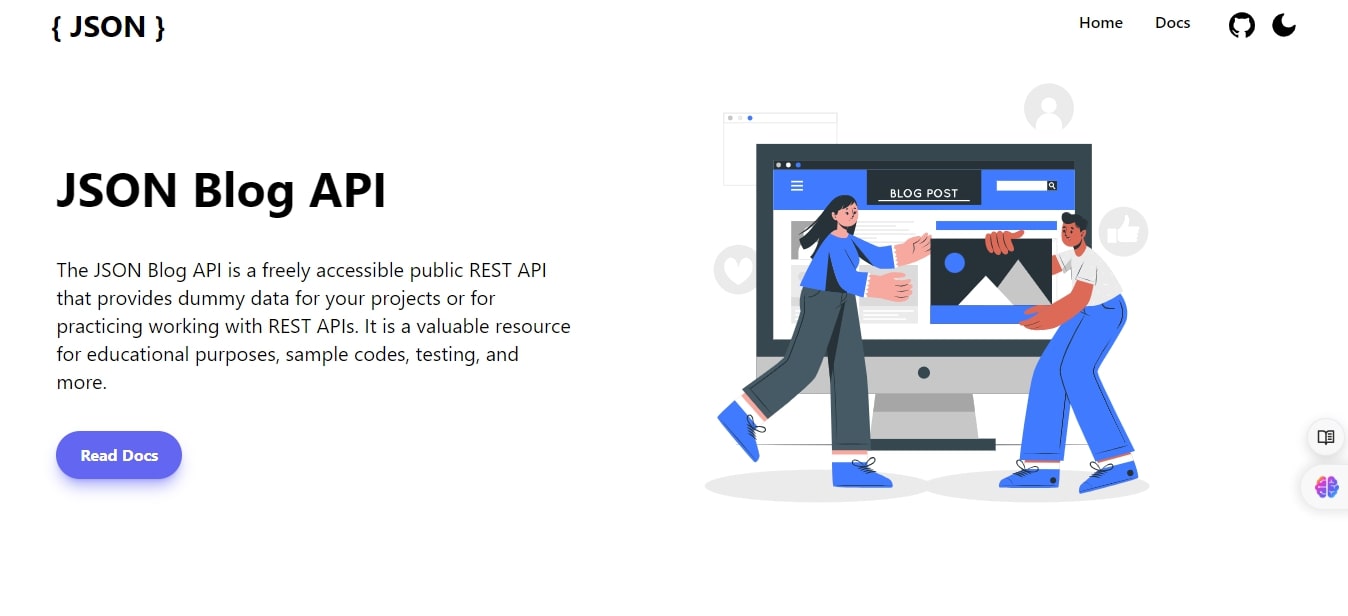 { JSON }
Home
Docs
JSON Blog API
BLOG POST
The JSON Blog API is a freely accessible public REST API
that provides dummy data for your projects or for
practicing working with REST APIs. It is a valuable resource
for educational purposes, sample codes, testing, and
more.
Read Docs